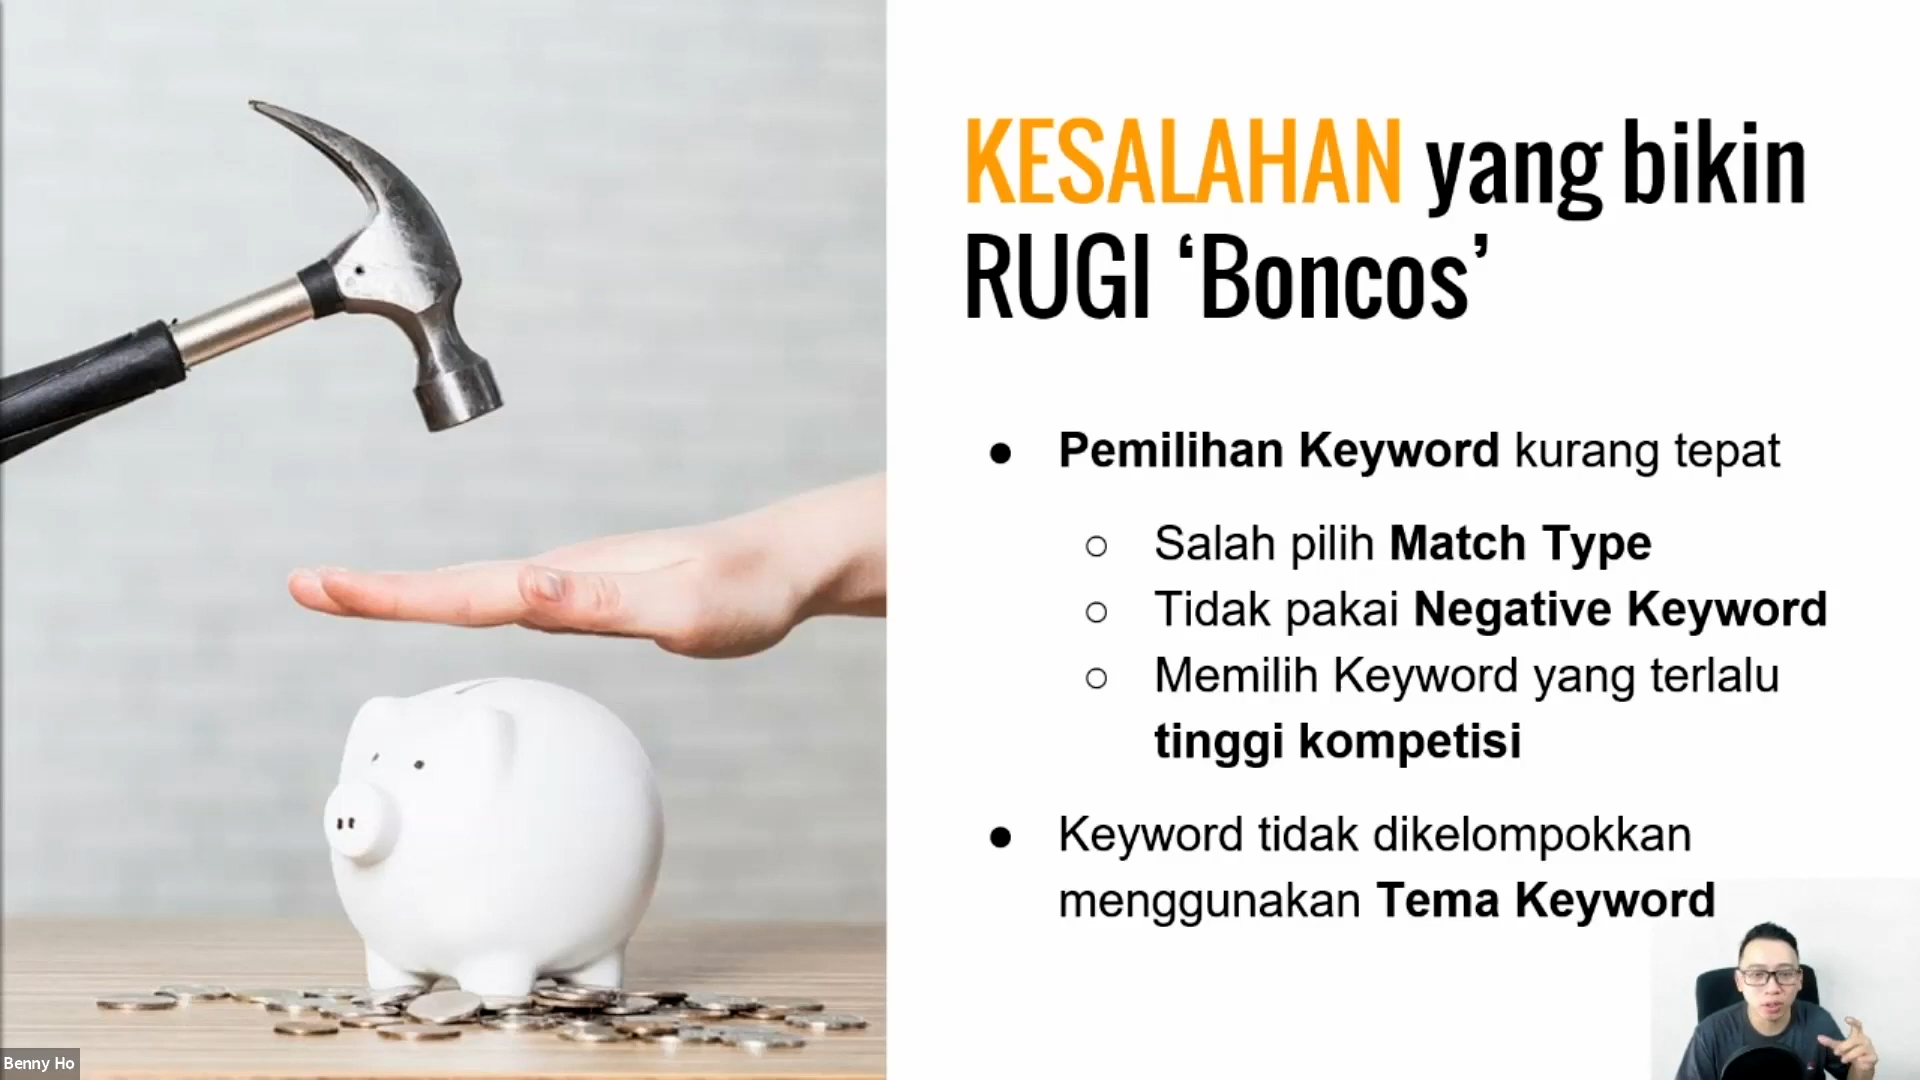 KESALAHAN yang bikin
RUGI ‘Boncos’
● Pemilihan Keyword kurang tepat
○ Salah pilih Match Type
○ Tidak pakai Negative Keyword
○ Memilih Keyword yang terlalu
tinggi kompetisi
● Keyword tidak dikelompokkan
menggunakan Tema Keyword
Benny Ho